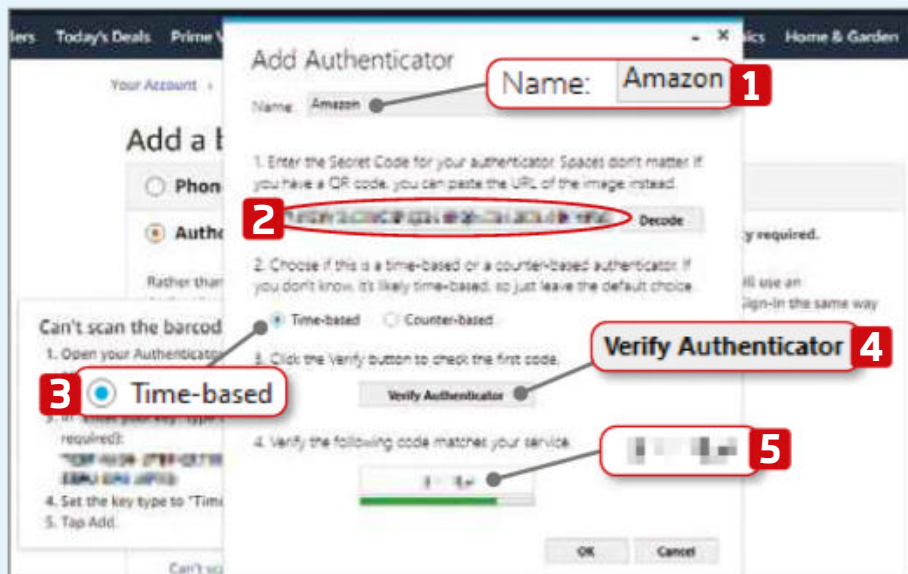 lers Today's Deals Prime V
ics Home & Garden
Your Account ›
Add a b
Phon
Authe
y required.
Rather than
ill use an
Sign-In the same way
Can't scan the barcod
1. Open your Authenticator
required):
4. Set the key type to "Time
5. Tap Add.
Can't sc
Add Authenticator
Name: Amazon
Name: Amazon 1
1. Enter the Secret Code for your authenticator. Spaces don't matter. If
you have a QR code, you can paste the URL of the image instead.
2
Decode
2. Choose if this is a time-based or a counter-based authenticator. If
you don't know, it's likely time-based, so just leave the default choice.
Time-based Counter-based
3 Time-based
3. Click the Verify button to check the first code.
Verify Authenticator
Verify Authenticator 4
4. Verify the following code matches your service.
5
OK Cancel